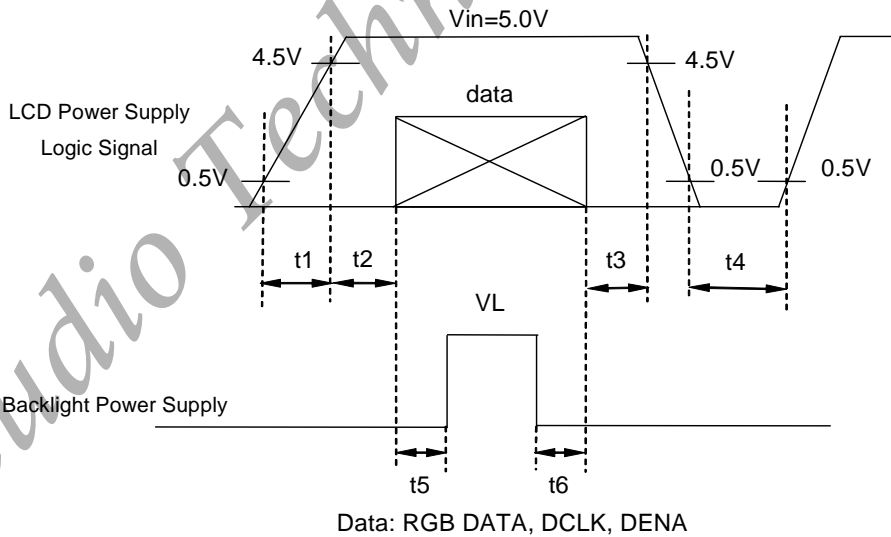 Vin=5.0V
4.5V
4.5V
data
LCD Power Supply
Logic Signal
0.5V
0.5V
0.5V
t1
t2
t3
t4
VL
Backlight Power Supply
t5
t6
Data: RGB DATA, DCLK, DENA